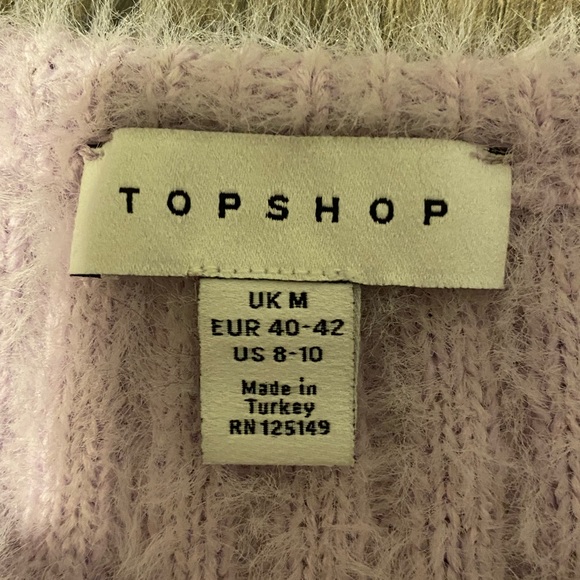 TOPSHOP
UK M
EUR 40-42
US 8-10
Made in
Turkey
RN 125149